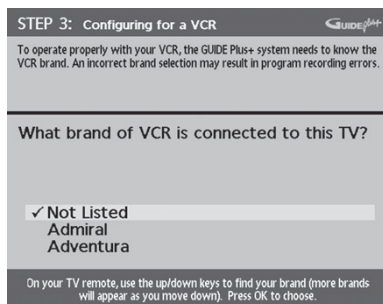 STEP 3: Configuring for a VCR GUIDE Plus+
To operate properly with your VCR, the GUIDE Plus+ system needs to know the
VCR brand. An incorrect brand selection may result in program recording errors.
What brand of VCR is connected to this TV?
✓ Not Listed
Admiral
Adventura
On your TV remote, use the up/down keys to find your brand (more brands
will appear as you move down). Press OK to choose.